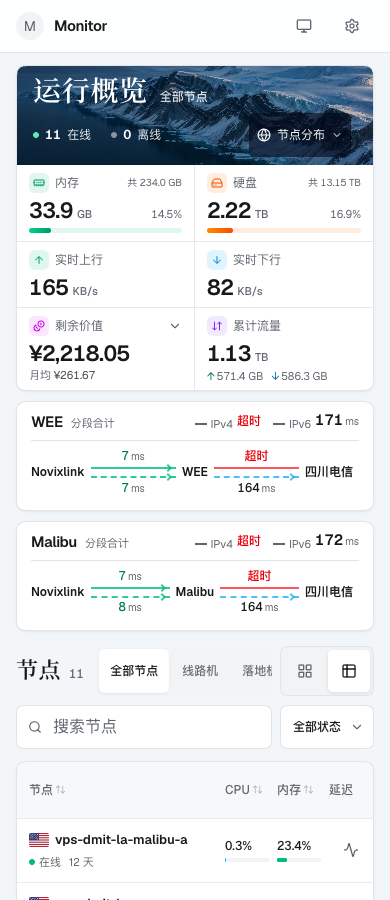 M Monitor
运行概览 全部节点
11 在线 0 离线 节点分布
内存 共 234.0 GB
33.9 GB 14.5%
硬盘 共 13.15 TB
2.22 TB 16.9%
实时上行
165 KB/s
实时下行
82 KB/s
剩余价值
¥2,218.05
月均 ¥261.67
累计流量
1.13 TB
571.4 GB 586.3 GB
WEE 分段合计 IPv4 超时 IPv6 171 ms
7 ms 超时
Novixlink WEE 四川电信
7 ms 164 ms
Malibu 分段合计 IPv4 超时 IPv6 172 ms
7 ms 超时
Novixlink Malibu 四川电信
8 ms 164 ms
节点 11 全部节点 线路机 落地机
搜索节点 全部状态
节点 CPU 内存 延迟
vps-dmit-la-malibu-a 0.3% 23.4%
在线 12 天